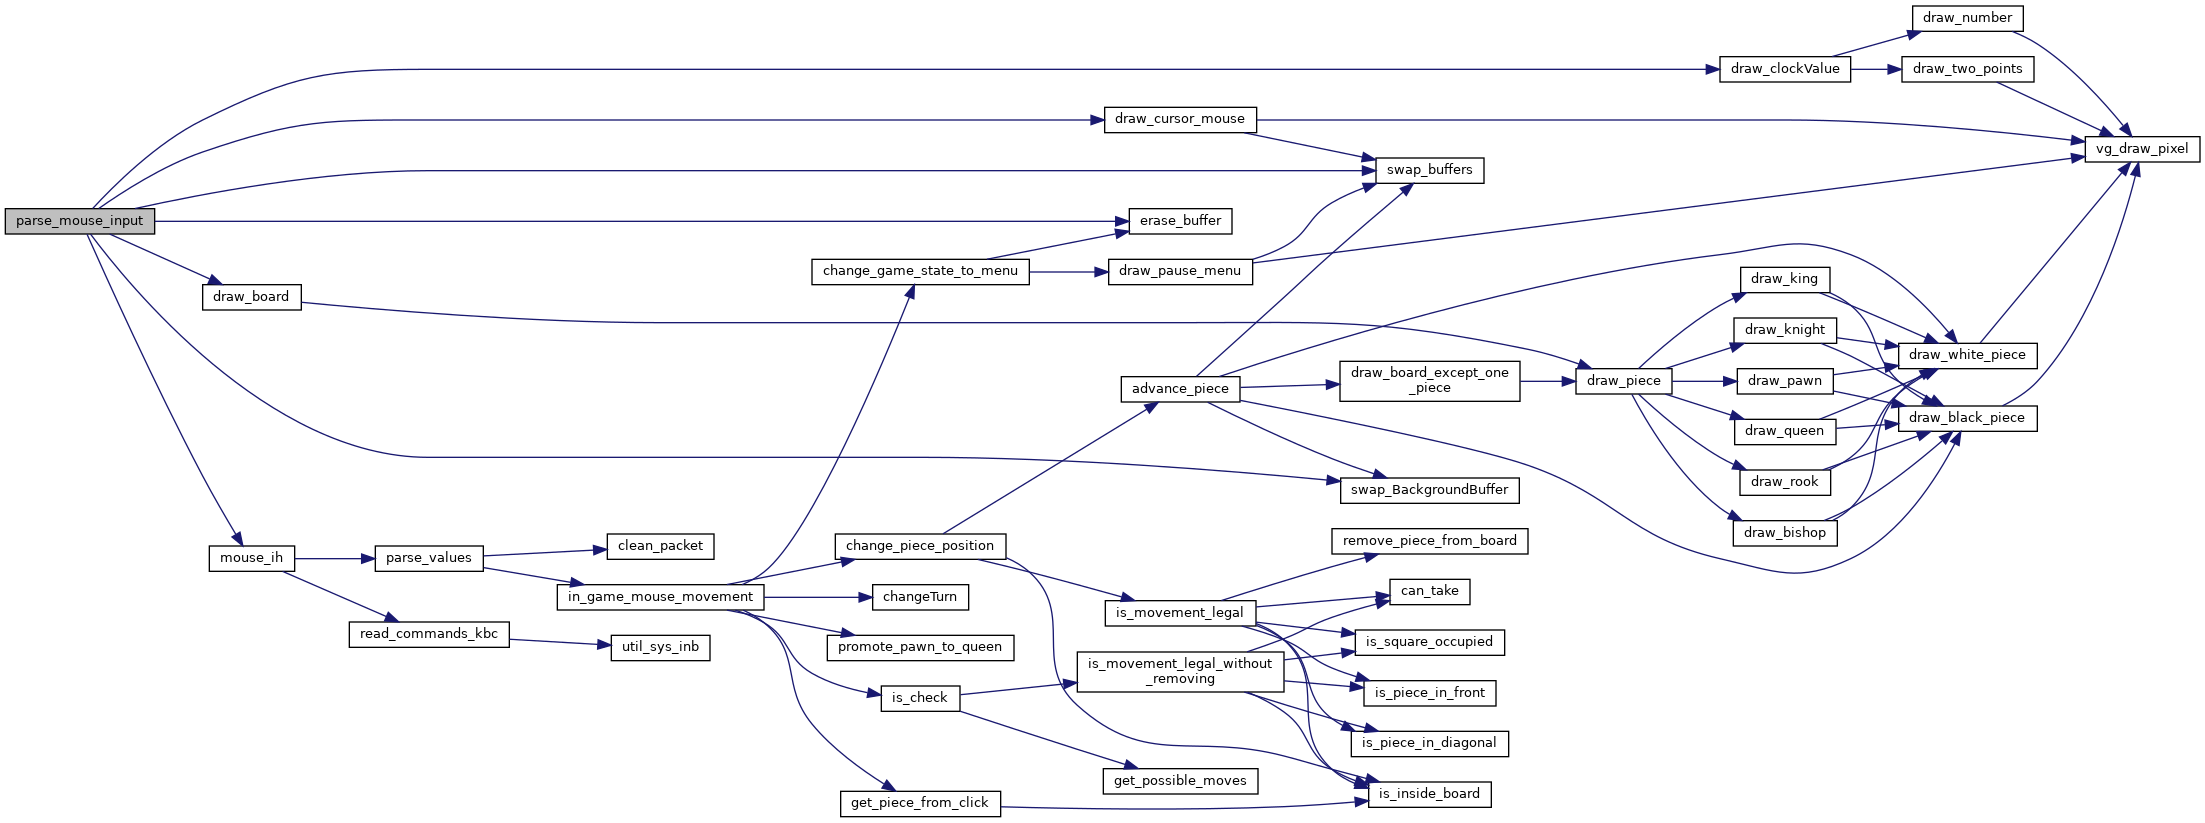 draw_number
draw_clockValue
draw_two_points
draw_cursor_mouse
vg_draw_pixel
swap_buffers
parse_mouse_input
erase_buffer
change_game_state_to_menu
draw_pause_menu
draw_king
draw_board
draw_knight
draw_white_piece
advance_piece
draw_board_except_one
_piece
draw_piece
draw_pawn
draw_black_piece
draw_queen
draw_rook
swap_BackgroundBuffer
draw_bishop
clean_packet
change_piece_position
remove_piece_from_board
mouse_ih
parse_values
in_game_mouse_movement
changeTurn
can_take
is_movement_legal
read_commands_kbc
util_sys_inb
promote_pawn_to_queen
is_square_occupied
is_movement_legal_without
_removing
is_check
is_piece_in_front
is_piece_in_diagonal
get_possible_moves
get_piece_from_click
is_inside_board